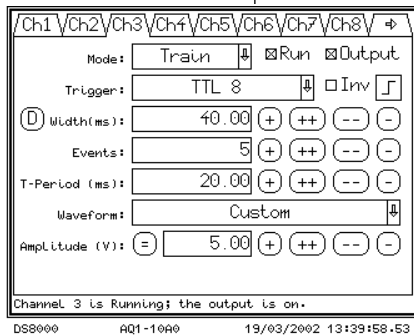 Ch1 Ch2 Ch3 Ch4 Ch5 Ch6 Ch7 Ch8
Mode: Train Run Output
Trigger: TTL 8 Inv
D Width(ms): 40.00 + ++ -- -
Events: 5 + ++ -- -
T-Period (ms): 20.00 + ++ -- -
Waveform: Custom
Amplitude (V): = 5.00 + ++ -- -
Channel 3 is Running; the output is on.
DS8000 AQ1-10A0 19/03/2002 13:39:58.53